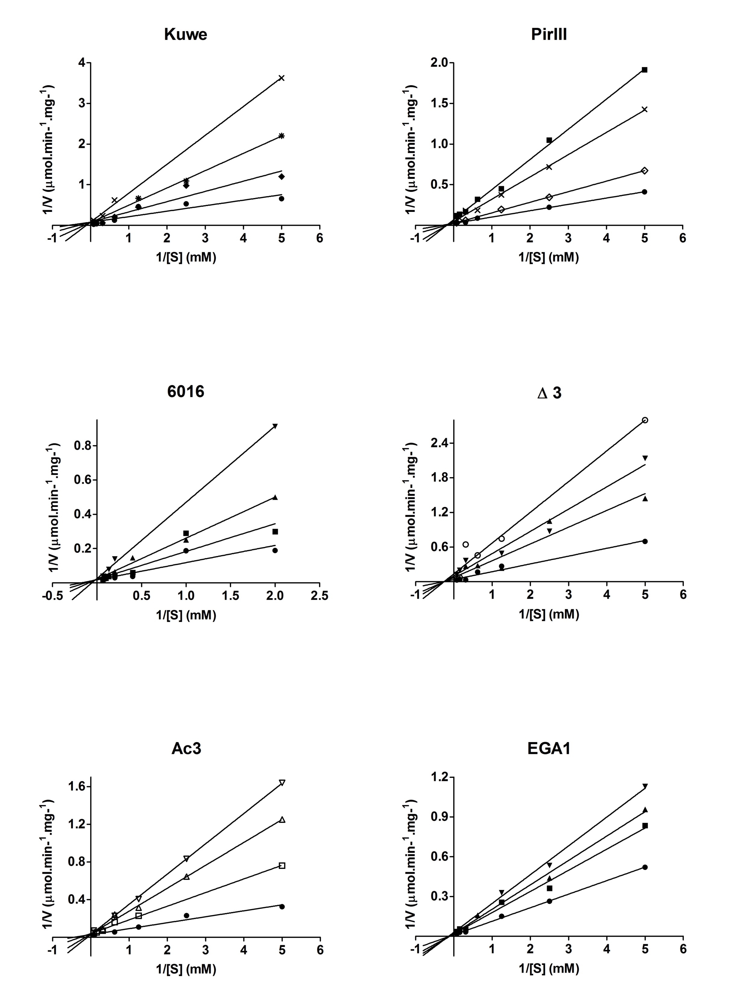 Kuwe
4
3
2
1
1/V (μmol.min-1.mg-1)
-1 1 2 3 4 5 6
1/[S] (mM)
PirIII
2.0
1.5
1.0
0.5
1/V (μmol.min-1.mg-1)
-1 1 2 3 4 5 6
1/[S] (mM)
6016
0.8
0.6
0.4
0.2
1/V (μmol.min-1.mg-1)
-0.5 0.5 1.0 1.5 2.0 2.5
1/[S] (mM)
Δ 3
2.4
1.8
1.2
0.6
1/V (μmol.min-1.mg-1)
-1 1 2 3 4 5 6
1/[S] (mM)
Ac3
1.6
1.2
0.8
0.4
1/V (μmol.min-1.mg-1)
-1 1 2 3 4 5 6
1/[S] (mM)
EGA1
1.2
0.9
0.6
0.3
1/V (μmol.min-1.mg-1)
-1 1 2 3 4 5 6
1/[S] (mM)